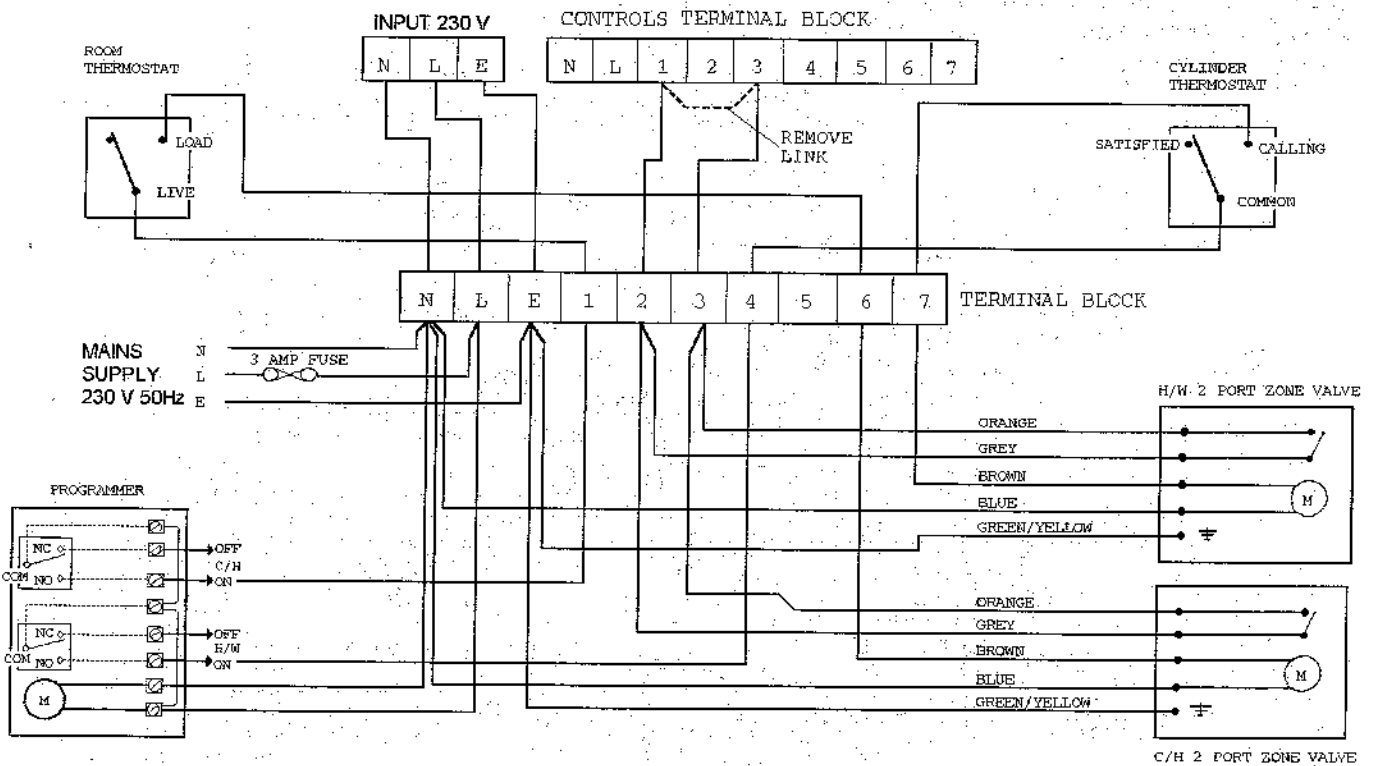 INPUT 230 V
CONTROLS TERMINAL BLOCK
ROOM
THERMOSTAT
N L E
N L 1 2 3 4 5 6 7
CYLINDER
THERMOSTAT
LOAD
LIVE
REMOVE
LINK
SATISFIED
CALLING
COMMON
N L E 1 2 3 4 5 6 7
TERMINAL BLOCK
MAINS
SUPPLY
230 V 50Hz
N
L
E
3 AMP FUSE
H/W 2 PORT ZONE VALVE
ORANGE
GREY
BROWN
BLUE
GREEN/YELLOW
M
PROGRAMMER
NC
COM
NO
OFF
C/H
ON
NC
COM
NO
OFF
H/W
ON
M
ORANGE
GREY
BROWN
BLUE
GREEN/YELLOW
M
C/H 2 PORT ZONE VALVE